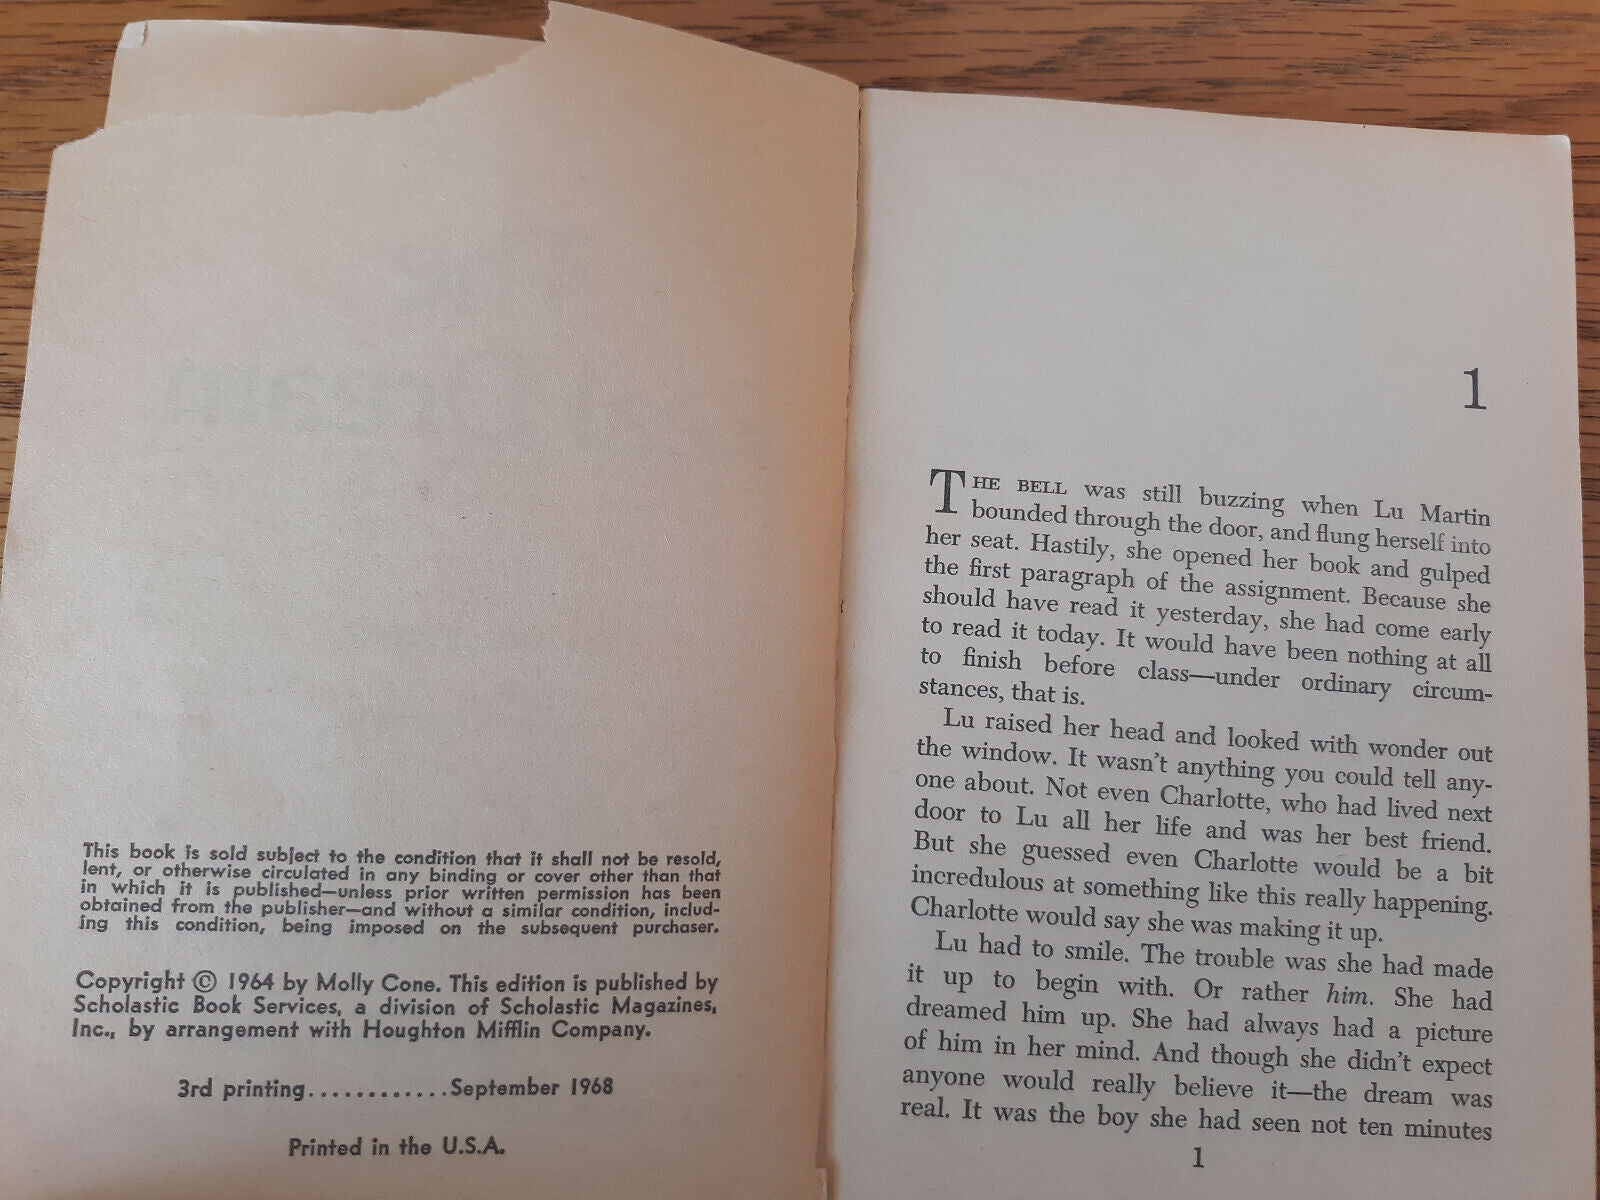 This book is sold subject to the condition that it shall not be resold,
lent, or otherwise circulated in any binding or cover other than that
in which it is published—unless prior written permission has been
obtained from the publisher—and without a similar condition, includ-
ing this condition, being imposed on the subsequent purchaser.
Copyright © 1964 by Molly Cone. This edition is published by
Scholastic Book Services, a division of Scholastic Magazines,
Inc., by arrangement with Houghton Mifflin Company.
3rd printing............September 1968
Printed in the U.S.A.
1
THE BELL was still buzzing when Lu Martin
bounded through the door, and flung herself into
her seat. Hastily, she opened her book and gulped
the first paragraph of the assignment. Because she
should have read it yesterday, she had come early
to read it today. It would have been nothing at all
to finish before class—under ordinary circum-
stances, that is.
Lu raised her head and looked with wonder out
the window. It wasn't anything you could tell any-
one about. Not even Charlotte, who had lived next
door to Lu all her life and was her best friend.
But she guessed even Charlotte would be a bit
incredulous at something like this really happening.
Charlotte would say she was making it up.
Lu had to smile. The trouble was she had made
it up to begin with. Or rather him. She had
dreamed him up. She had always had a picture
of him in her mind. And though she didn't expect
anyone would really believe it—the dream was
real. It was the boy she had seen not ten minutes
1